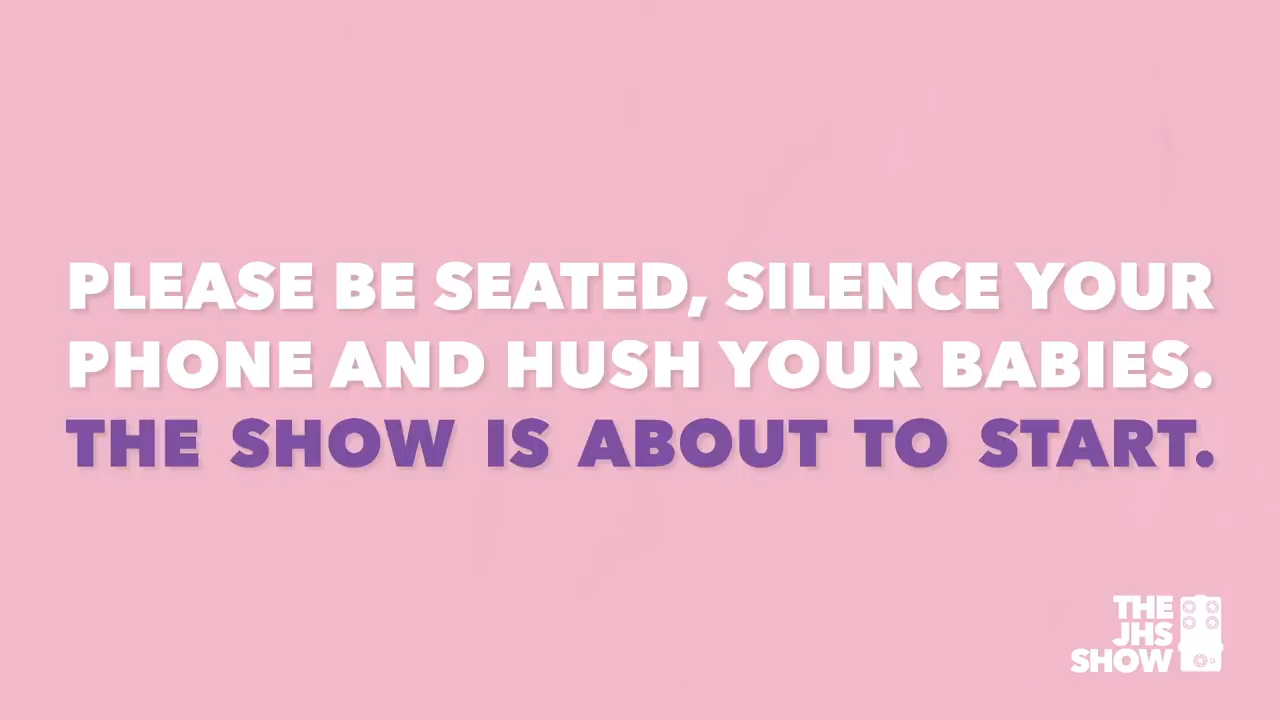 PLEASE BE SEATED, SILENCE YOUR
PHONE AND HUSH YOUR BABIES.
THE SHOW IS ABOUT TO START.
THE
JHS
SHOW